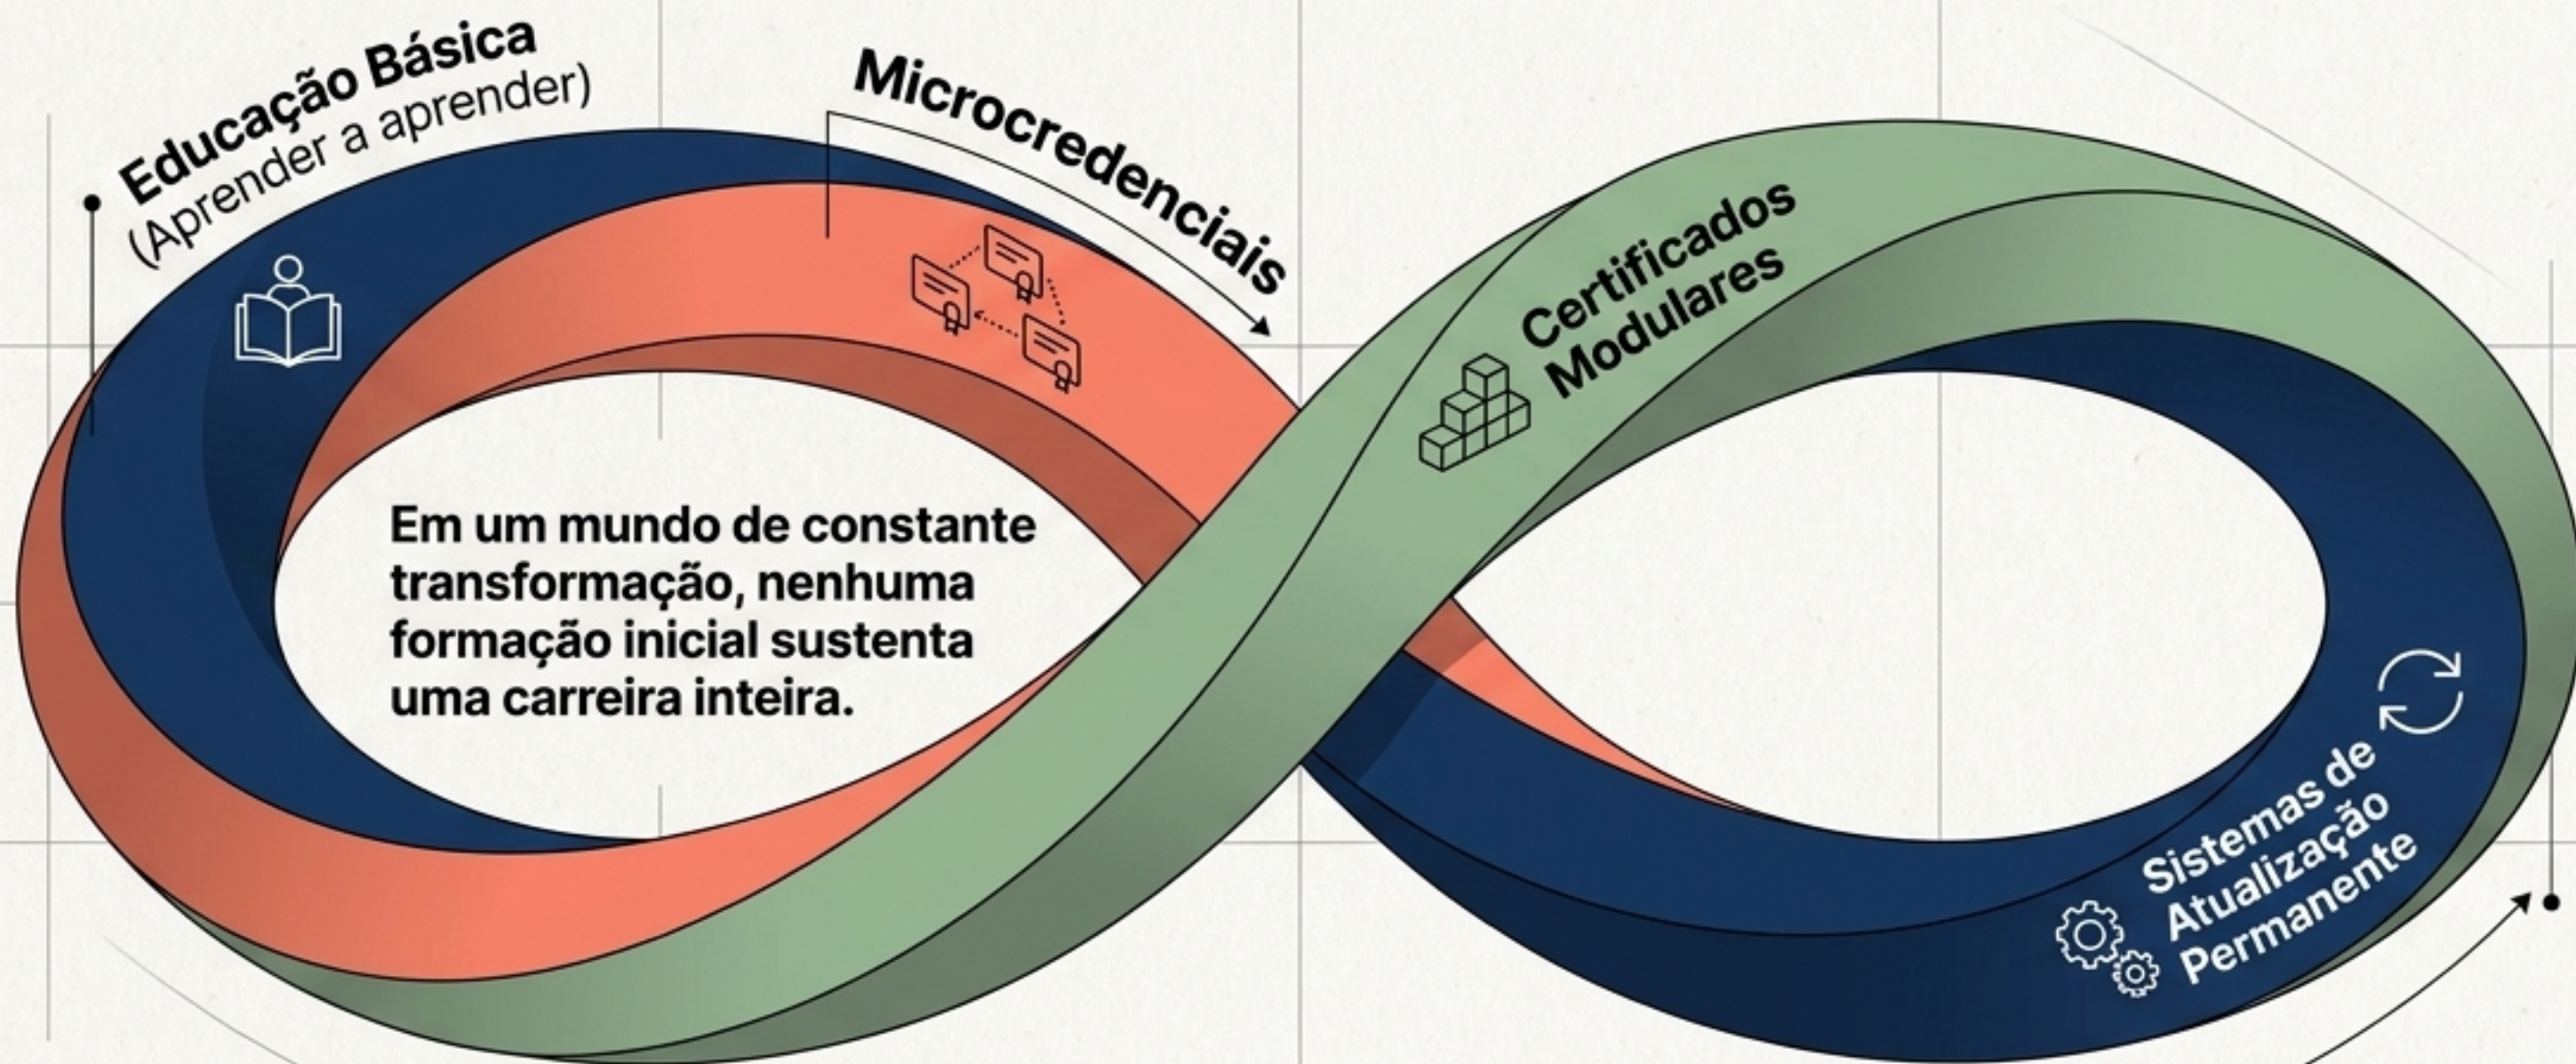 Educação Básica
(Aprender a aprender)
Microcredenciais
Certificados
Modulares
Em um mundo de constante
transformação, nenhuma
formação inicial sustenta
uma carreira inteira.
Sistemas de
Atualização
Permanente